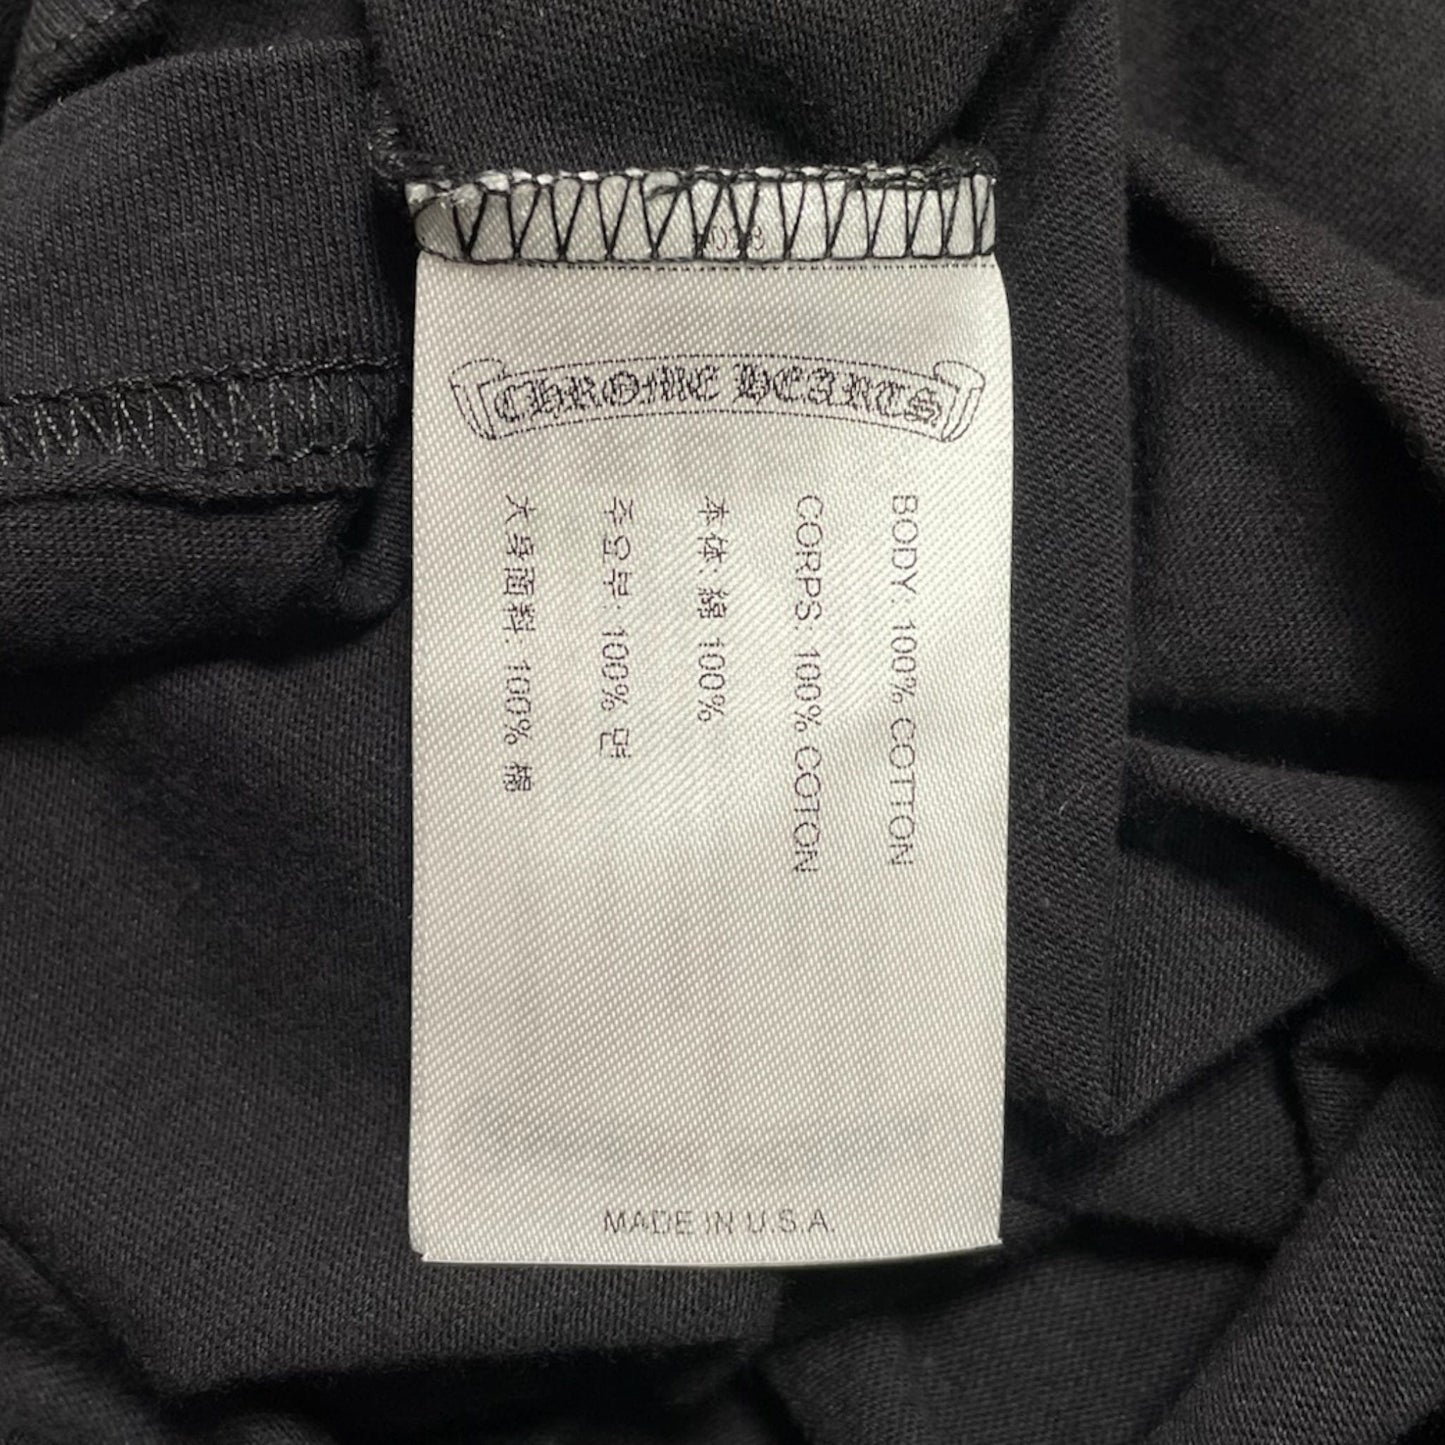 CHROME HEARTS
BODY: 100% COTTON
CORPS: 100% COTON
本体: 綿 100%
주요부: 100% 면
大身面料: 100% 棉
MADE IN U.S.A.